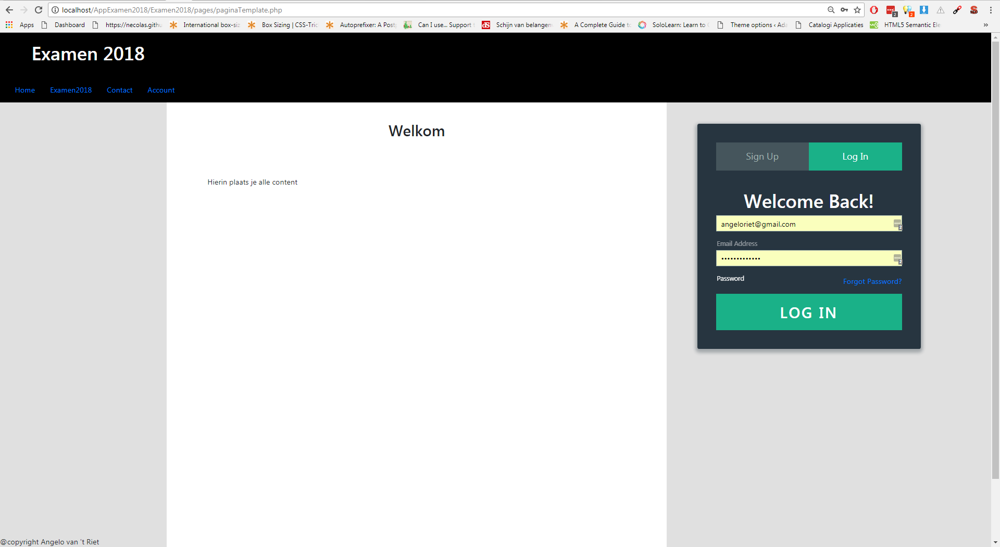 localhost/AppExamen2018/Examen2018/pages/paginaTemplate.php
Apps Dashboard https://necolas.githu International box-siz Box Sizing | CSS-Tric Autoprefixer: A Post Can I use... Support t Schijn van belangen A Complete Guide to SoloLearn: Learn to C Theme options ‹ Ada Catalogi Applicaties HTML5 Semantic Ele »
Examen 2018
Home Examen2018 Contact Account
Welkom
Hierin plaats je alle content
Sign Up Log In
Welcome Back!
angeloriet@gmail.com
Email Address
•••••••••••••
Password Forgot Password?
LOG IN
@copyright Angelo van 't Riet